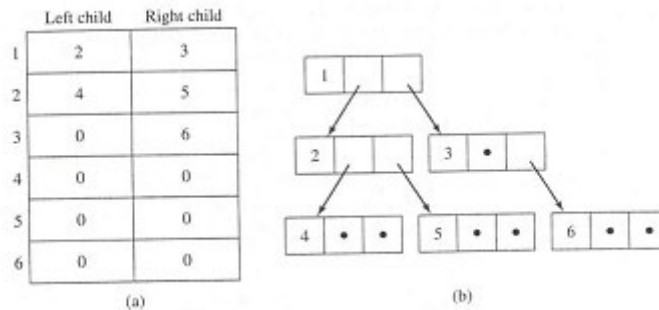 Left child Right child
1 2 3
2 4 5
3 0 6
4 0 0
5 0 0
6 0 0
(a)
1
2 3 •
4 • • 5 • • 6 • •
(b)